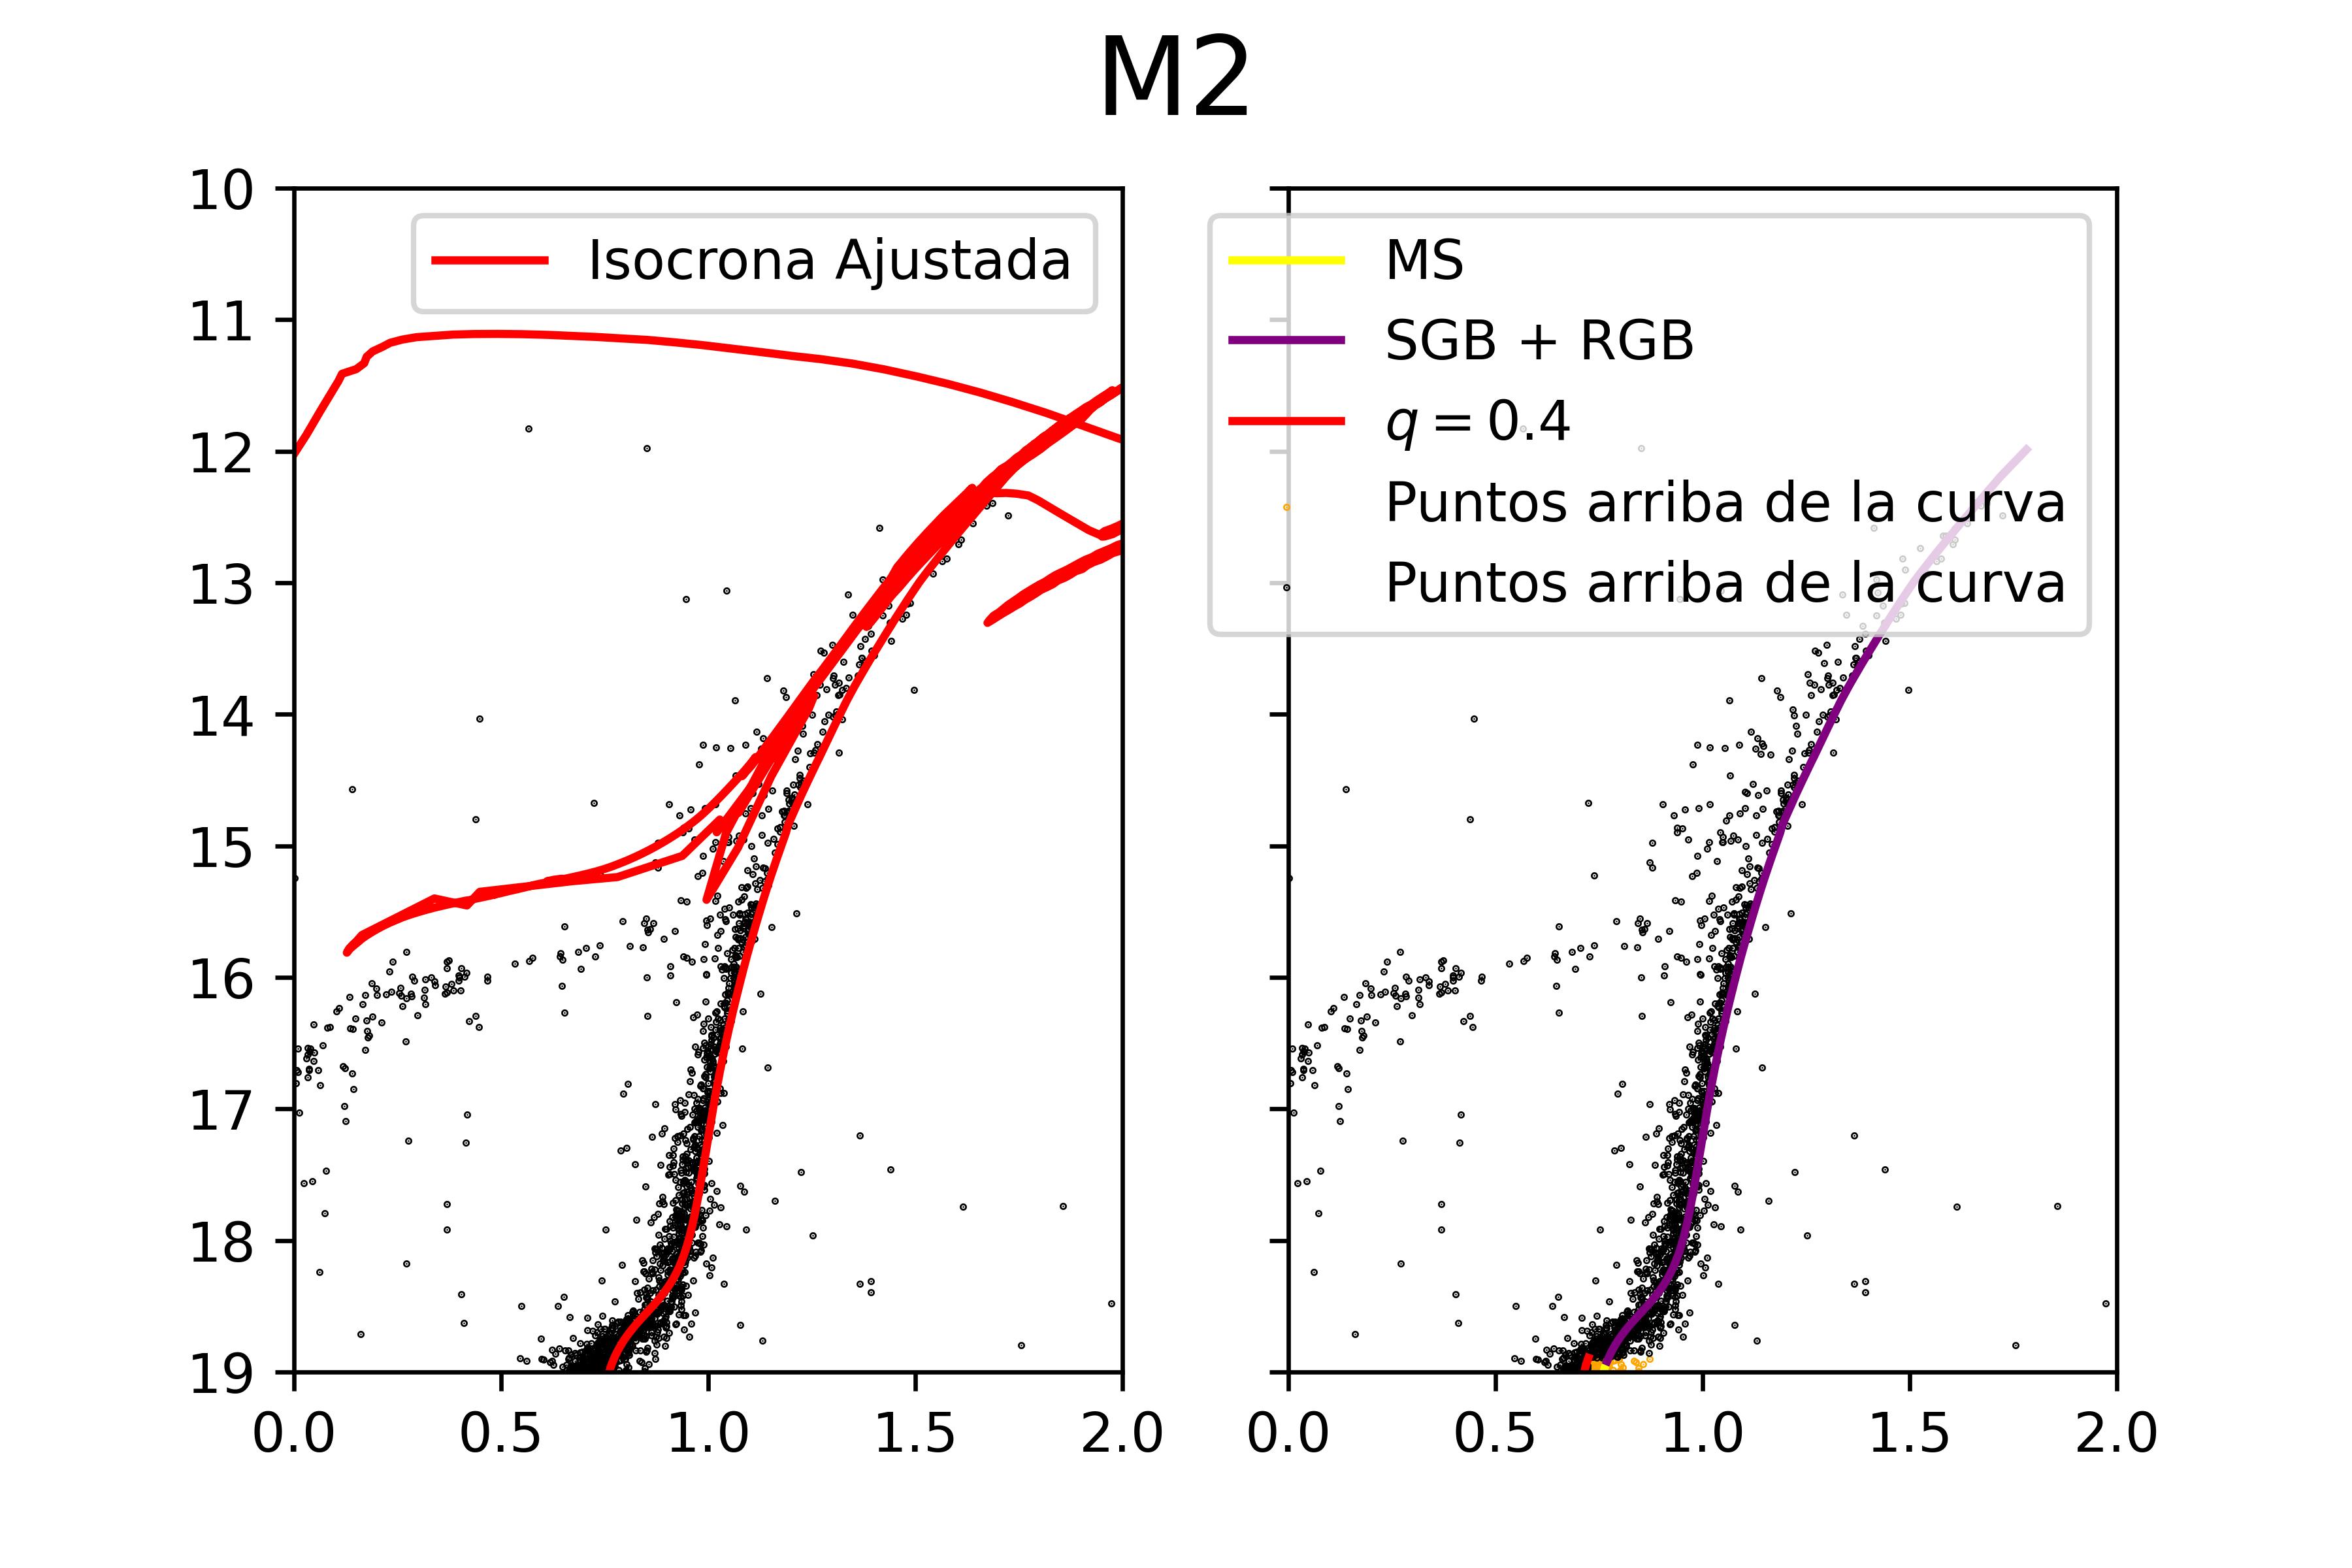 M2
10
11
12
13
14
15
16
17
18
19
0.0 0.5 1.0 1.5 2.0
Isocrona Ajustada
MS
SGB + RGB
q = 0.4
Puntos arriba de la curva
Puntos arriba de la curva
0.0 0.5 1.0 1.5 2.0